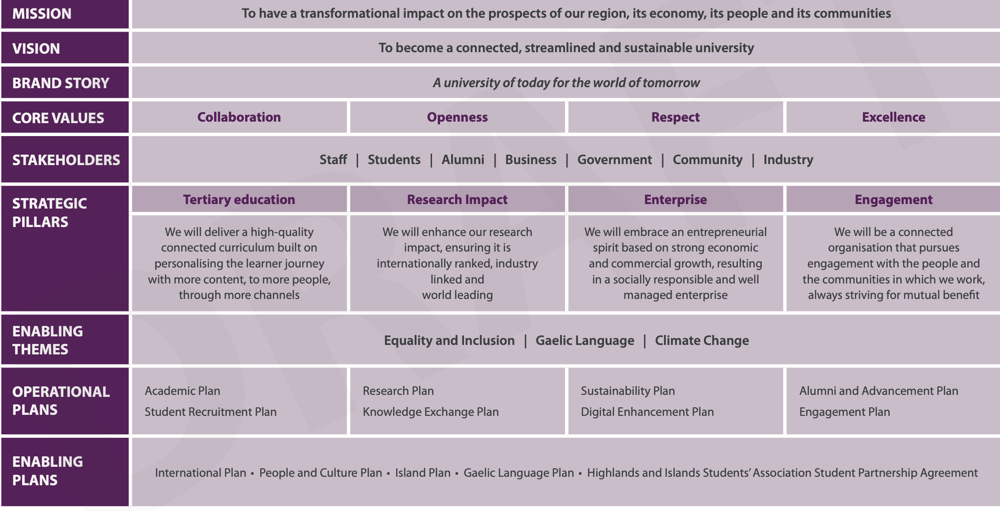 MISSION
To have a transformational impact on the prospects of our region, its economy, its people and its communities
VISION
To become a connected, streamlined and sustainable university
BRAND STORY
A university of today for the world of tomorrow
CORE VALUES
Collaboration
Openness
Respect
Excellence
STAKEHOLDERS
Staff | Students | Alumni | Business | Government | Community | Industry
STRATEGIC
PILLARS
Tertiary education
We will deliver a high-quality
connected curriculum built on
personalising the learner journey
with more content, to more people,
through more channels
Research Impact
We will enhance our research
impact, ensuring it is
internationally ranked, industry
linked and
world leading
Enterprise
We will embrace an entrepreneurial
spirit based on strong economic
and commercial growth, resulting
in a socially responsible and well
managed enterprise
Engagement
We will be a connected
organisation that pursues
engagement with the people and
the communities in which we work,
always striving for mutual benefit
ENABLING
THEMES
Equality and Inclusion | Gaelic Language | Climate Change
OPERATIONAL
PLANS
Academic Plan
Student Recruitment Plan
Research Plan
Knowledge Exchange Plan
Sustainability Plan
Digital Enhancement Plan
Alumni and Advancement Plan
Engagement Plan
ENABLING
PLANS
International Plan • People and Culture Plan • Island Plan • Gaelic Language Plan • Highlands and Islands Students' Association Student Partnership Agreement
DRAFT